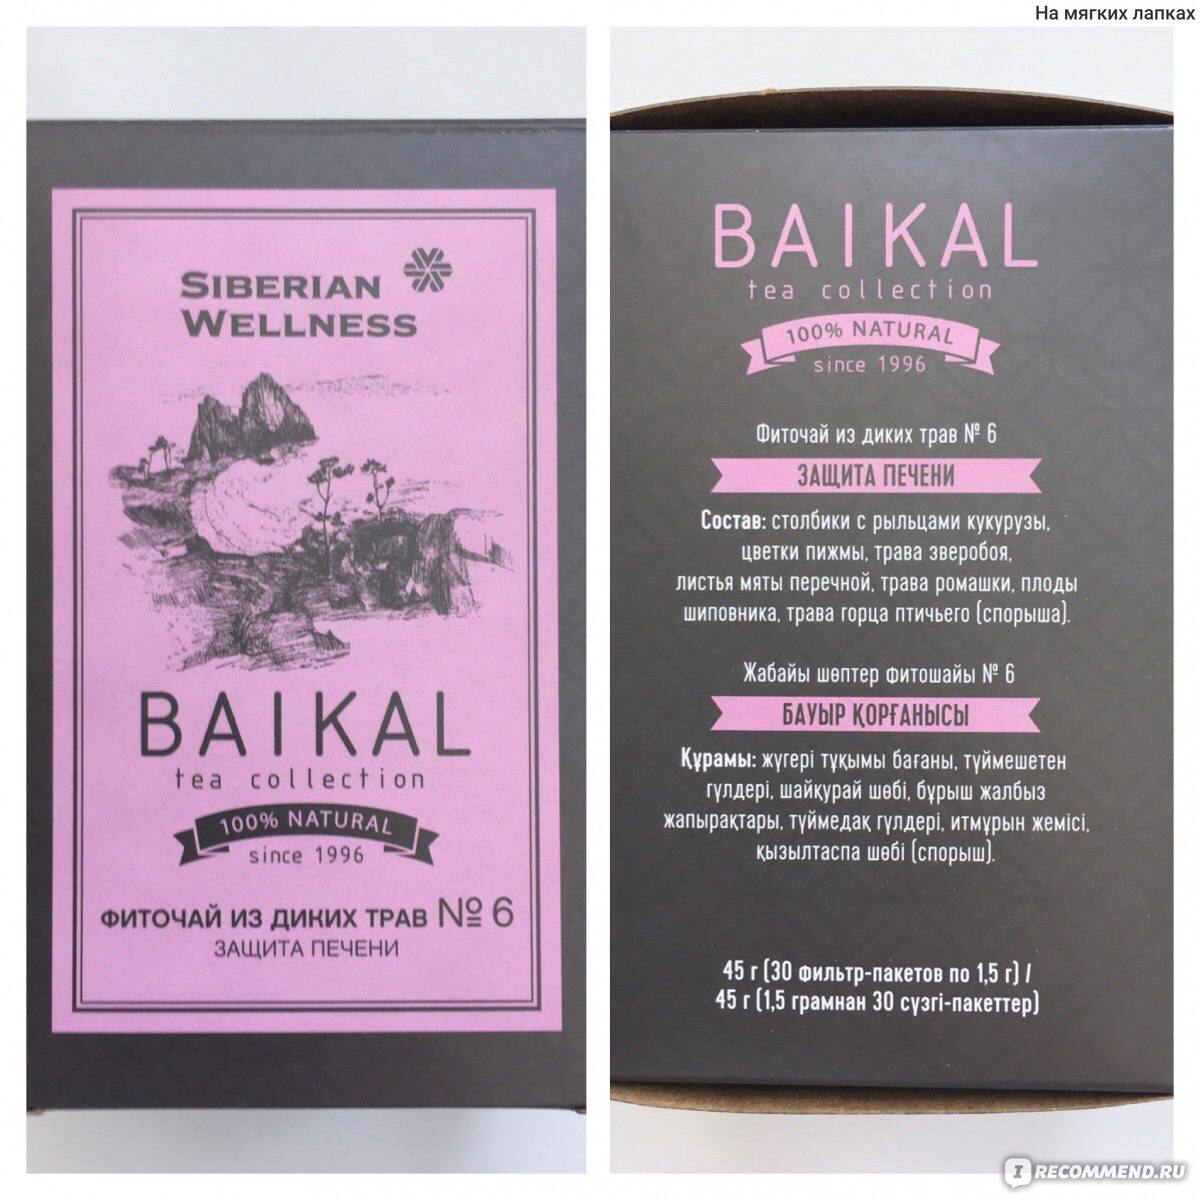 На мягких лапках
SIBERIAN
WELLNESS
BAIKAL
tea collection
100% NATURAL
since 1996
ФИТОЧАЙ ИЗ ДИКИХ ТРАВ № 6
ЗАЩИТА ПЕЧЕНИ
BAIKAL
tea collection
100% NATURAL
since 1996
Фиточай из диких трав № 6
ЗАЩИТА ПЕЧЕНИ
Состав: столбики с рыльцами кукурузы,
цветки пижмы, трава зверобоя,
листья мяты перечной, трава ромашки, плоды
шиповника, трава горца птичьего (спорыша).
Жабайы шөптер фитошайы № 6
БАУЫР ҚОРҒАНЫСЫ
Құрамы: жүгері тұқымы бағаны, түймешетен
гүлдері, шайқурай шөбі, бұрыш жалбыз
жапырақтары, түймедақ гүлдері, итмұрын жемісі,
қызылтаспа шөбі (спорыш).
45 г (30 фильтр-пакетов по 1,5 г) /
45 г (1,5 грамнан 30 сүзгі-пакеттер)
I RECOMMEND.RU